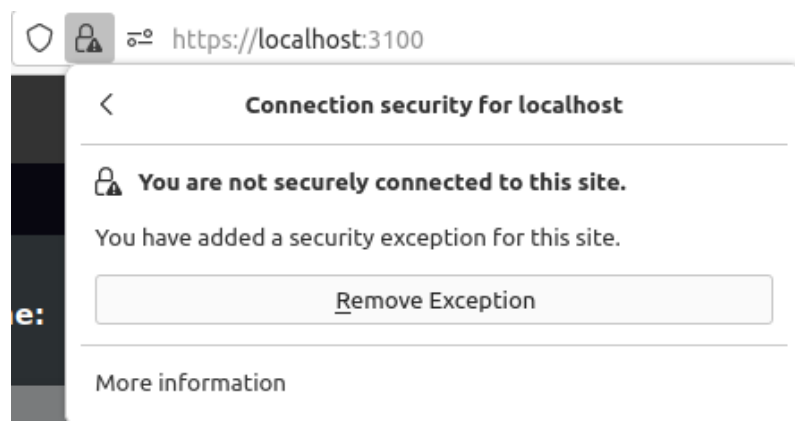 https://localhost:3100
Connection security for localhost
You are not securely connected to this site.
You have added a security exception for this site.
Remove Exception
e:
More information